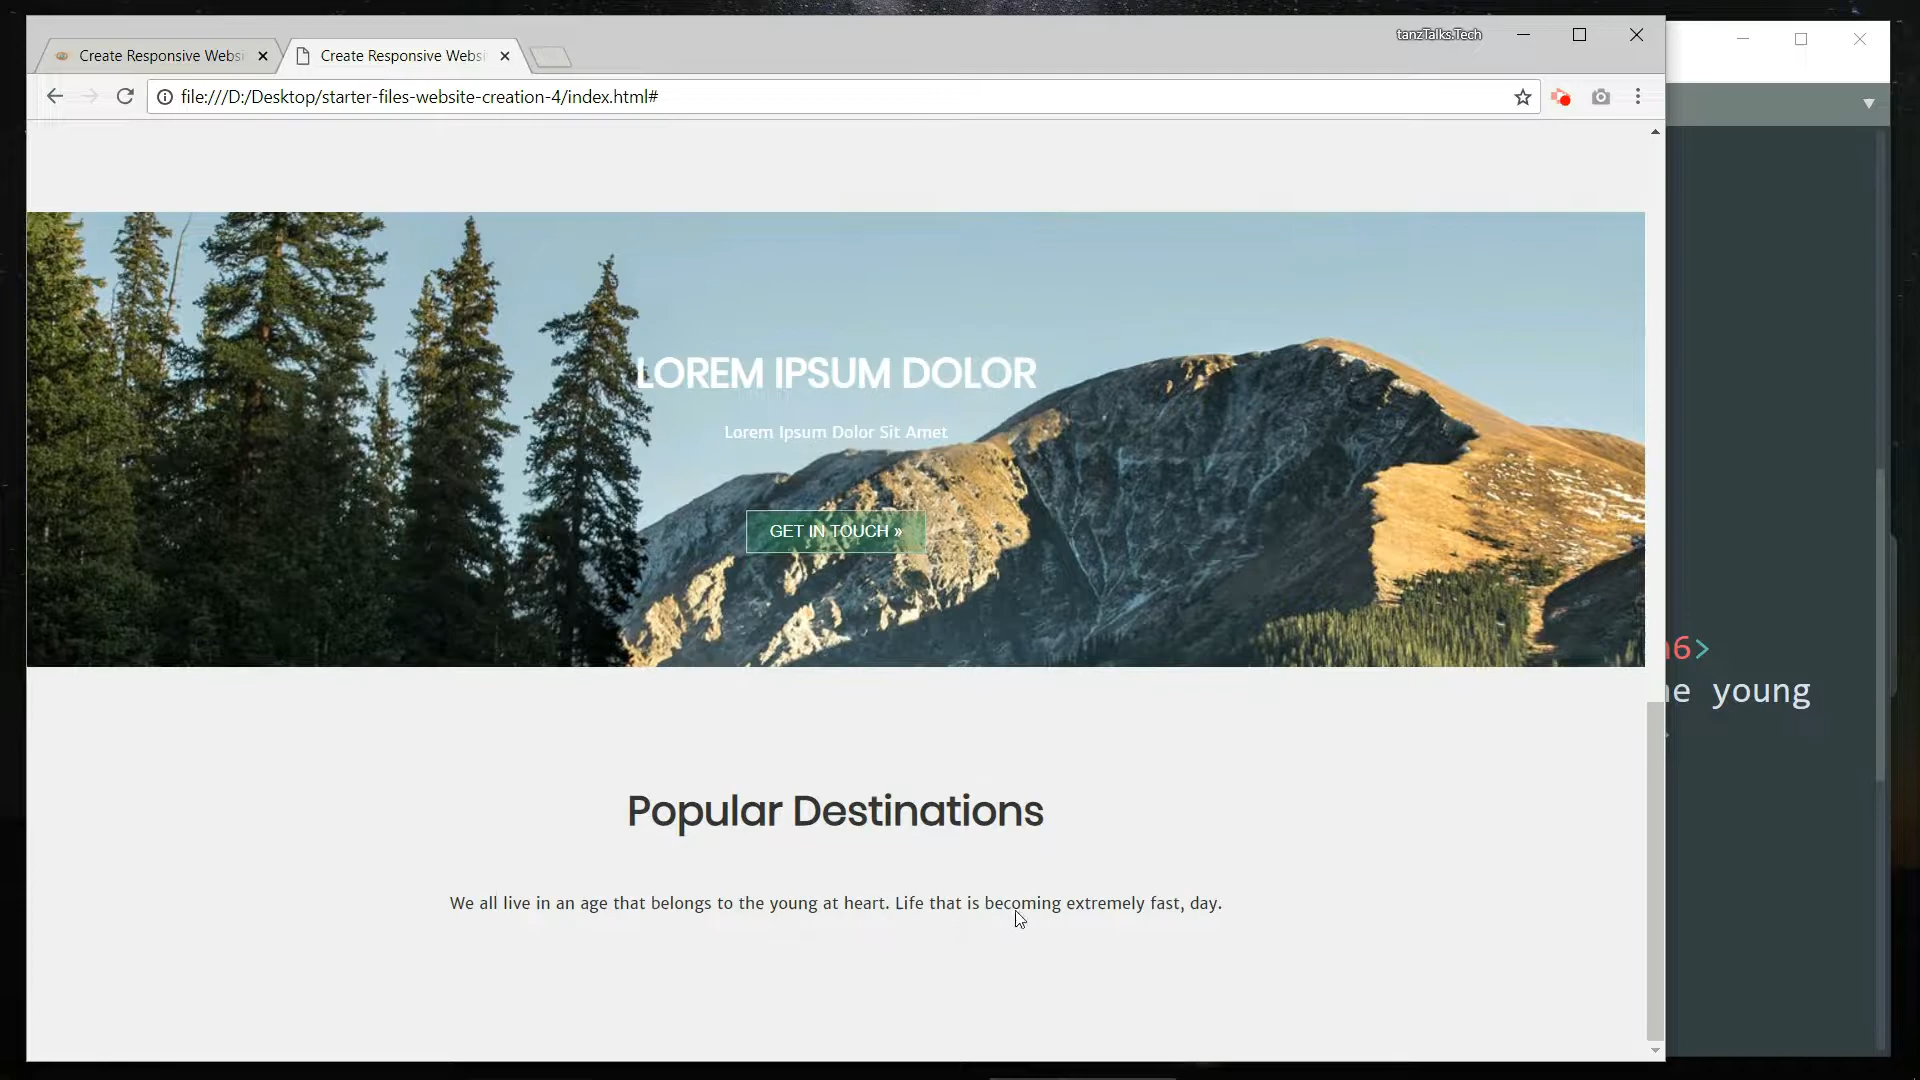 tanzTalks.Tech
Create Responsive Webs
Create Responsive Webs
file:///D:/Desktop/starter-files-website-creation-4/index.html#
LOREM IPSUM DOLOR
Lorem Ipsum Dolor Sit Amet
GET IN TOUCH »
6>
e young
Popular Destinations
We all live in an age that belongs to the young at heart. Life that is becoming extremely fast, day.